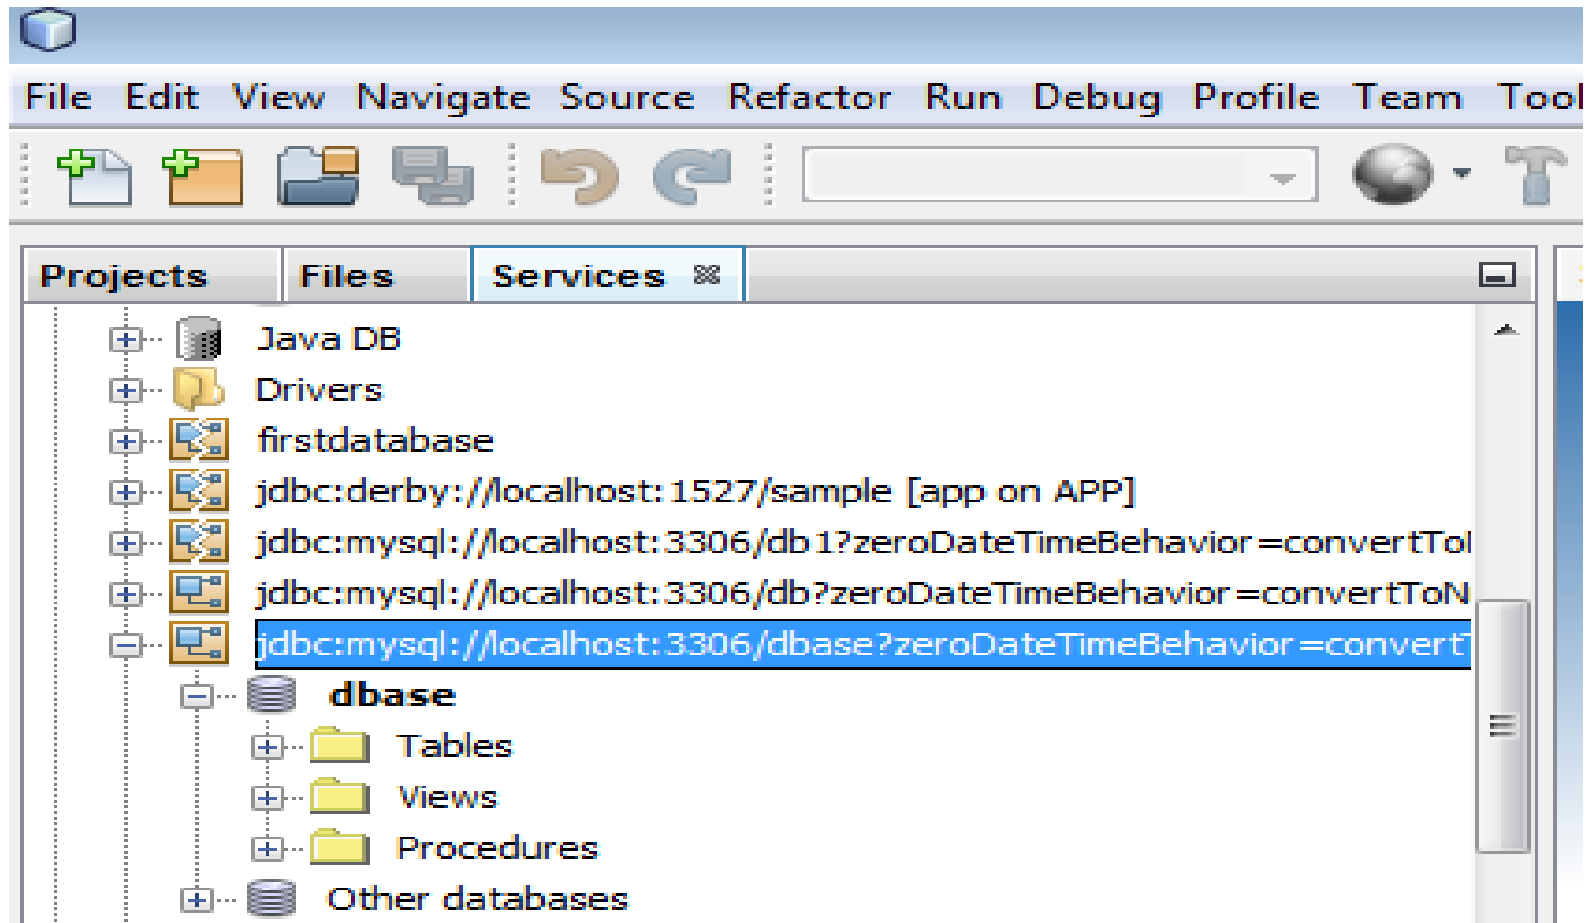 File Edit View Navigate Source Refactor Run Debug Profile Team Tool
Projects Files Services
Java DB
Drivers
firstdatabase
jdbc:derby://localhost:1527/sample [app on APP]
jdbc:mysql://localhost:3306/db1?zeroDateTimeBehavior=convertTo
jdbc:mysql://localhost:3306/db?zeroDateTimeBehavior=convertToN
jdbc:mysql://localhost:3306/dbase?zeroDateTimeBehavior=convert
dbase
Tables
Views
Procedures
Other databases